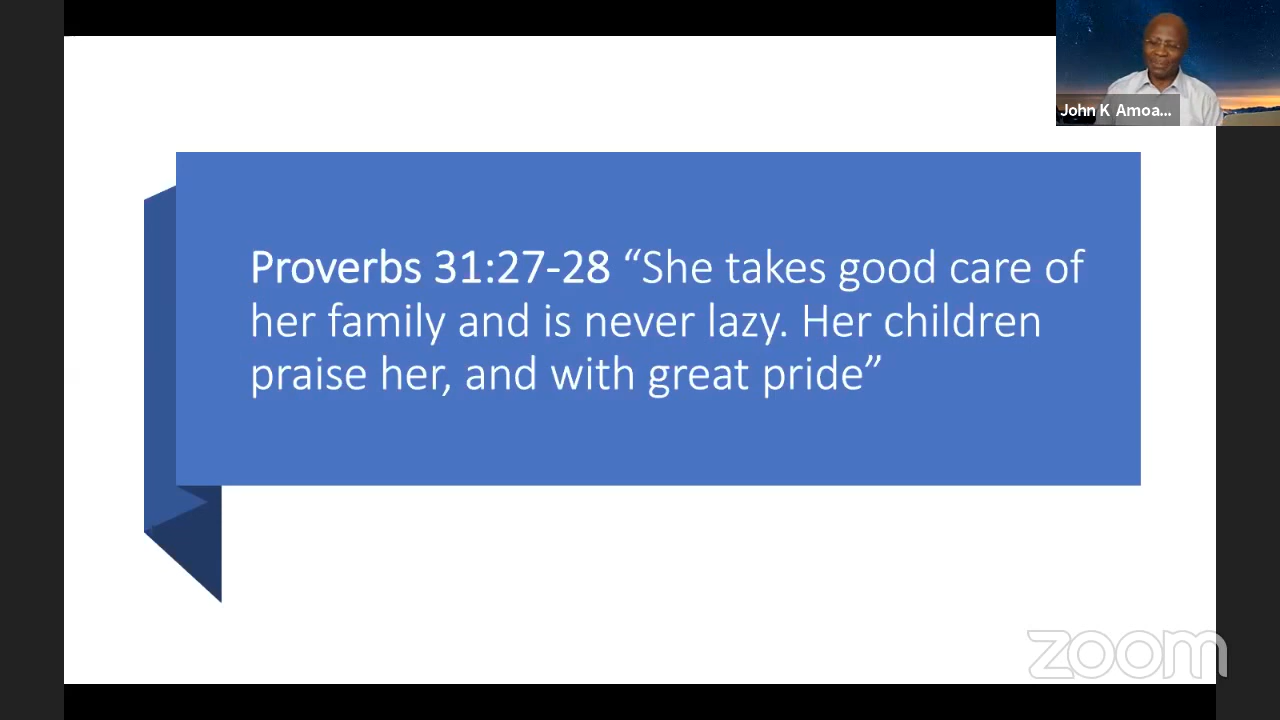 John K Amoa...
Proverbs 31:27-28 “She takes good care of
her family and is never lazy. Her children
praise her, and with great pride”
zoom